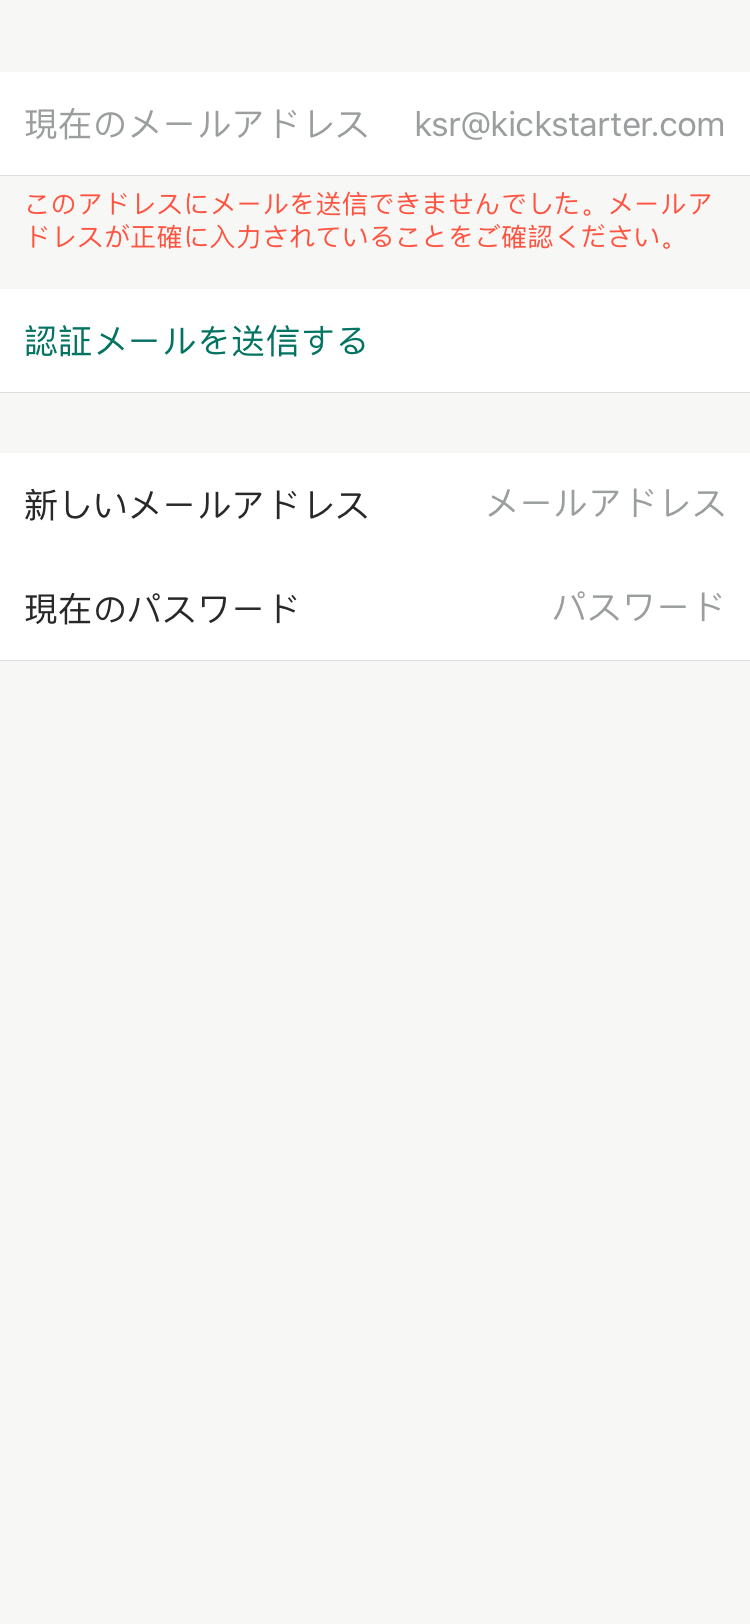 現在のメールアドレス ksr@kickstarter.com
このアドレスにメールを送信できませんでした。メールア
ドレスが正確に入力されていることをご確認ください。
認証メールを送信する
新しいメールアドレス メールアドレス
現在のパスワード パスワード